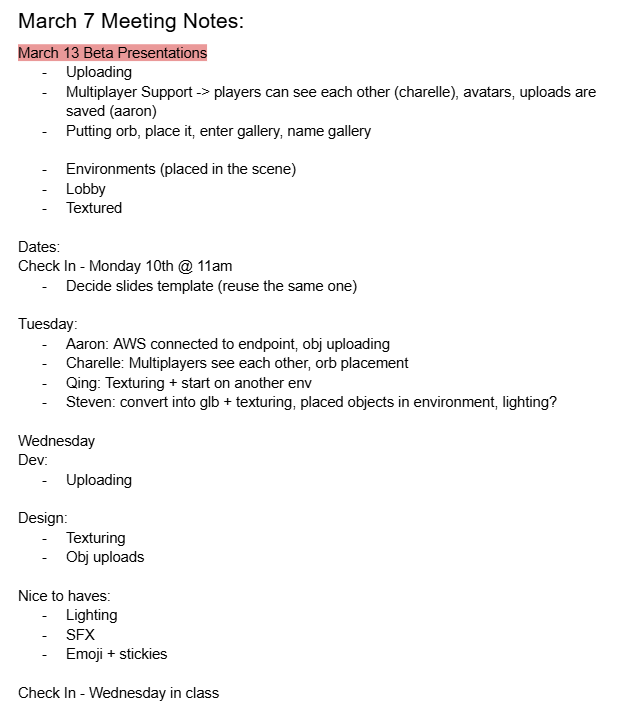 March 7 Meeting Notes:
March 13 Beta Presentations
- Uploading
- Multiplayer Support -> players can see each other (charelle), avatars, uploads are
saved (aaron)
- Putting orb, place it, enter gallery, name gallery
- Environments (placed in the scene)
- Lobby
- Textured
Dates:
Check In - Monday 10th @ 11am
- Decide slides template (reuse the same one)
Tuesday:
- Aaron: AWS connected to endpoint, obj uploading
- Charelle: Multiplayers see each other, orb placement
- Qing: Texturing + start on another env
- Steven: convert into glb + texturing, placed objects in environment, lighting?
Wednesday
Dev:
- Uploading
Design:
- Texturing
- Obj uploads
Nice to haves:
- Lighting
- SFX
- Emoji + stickies
Check In - Wednesday in class